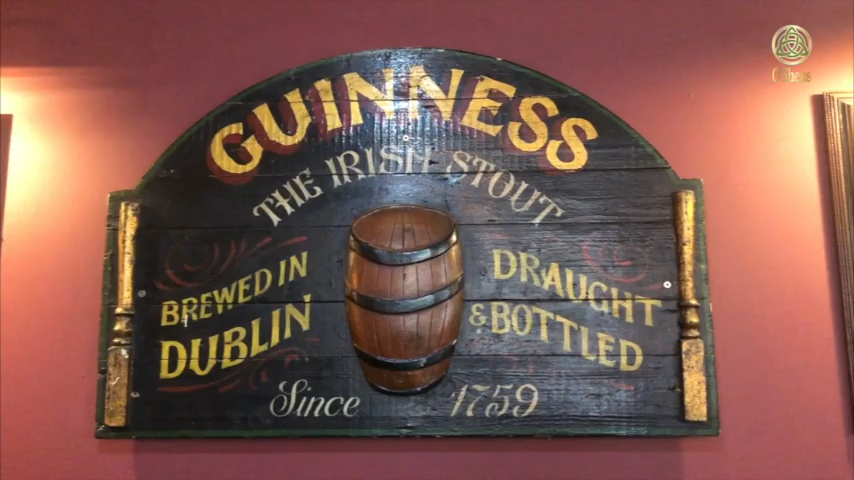 GUINNESS
THE IRISH STOUT
BREWED IN
DUBLIN
DRAUGHT
& BOTTLED
Since 1759